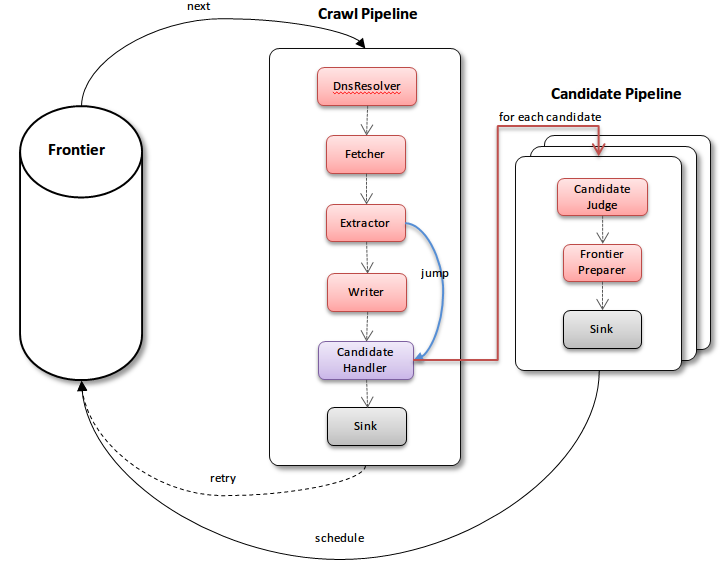 next
Crawl Pipeline
DnsResolver
Candidate Pipeline
for each candidate
Frontier
Fetcher
Candidate
Judge
Extractor
Frontier
Preparer
jump
Writer
Sink
Candidate
Handler
Sink
retry
schedule